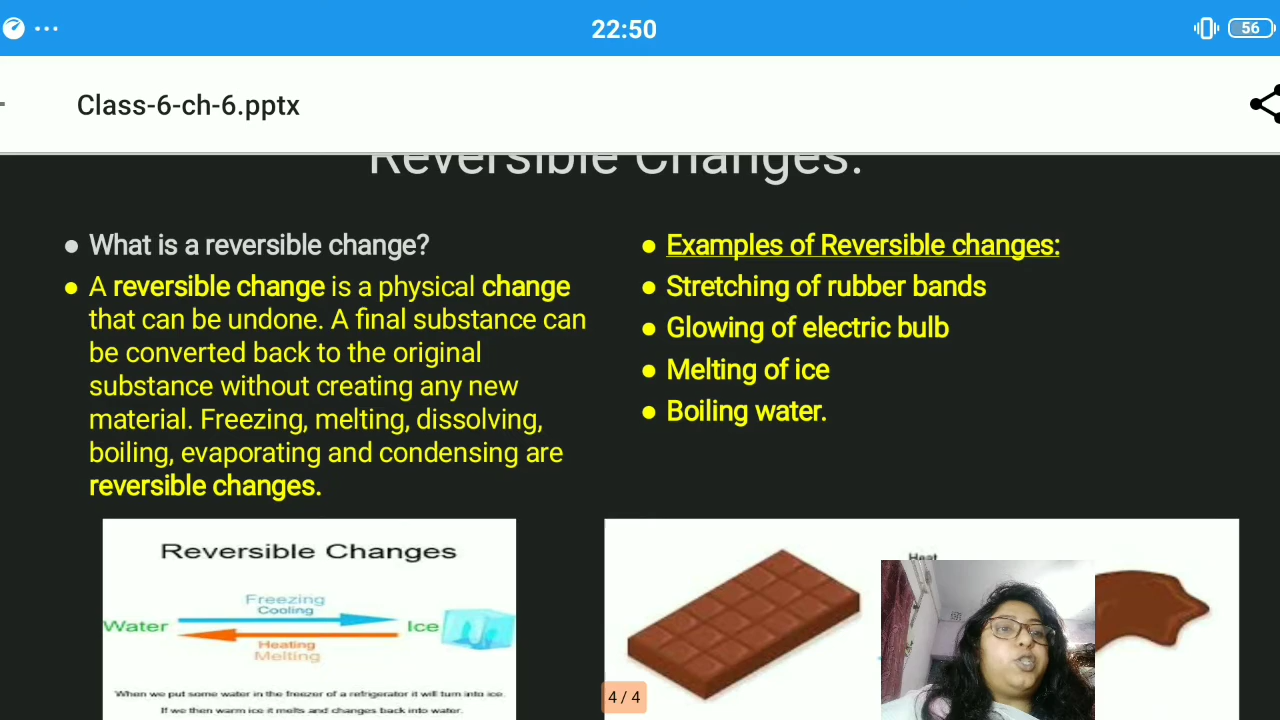 22:50
56
Class-6-ch-6.pptx
Reversible Changes:
What is a reversible change?
A reversible change is a physical change
that can be undone. A final substance can
be converted back to the original
substance without creating any new
material. Freezing, melting, dissolving,
boiling, evaporating and condensing are
reversible changes.
Examples of Reversible changes:
Stretching of rubber bands
Glowing of electric bulb
Melting of ice
Boiling water.
Reversible Changes
Freezing
Cooling
Water
Ice
Heating
Melting
When we put some water in the freezer of a refrigerator it will turn into ice.
If we then warm ice it melts and changes back into water.
Heat
4 / 4